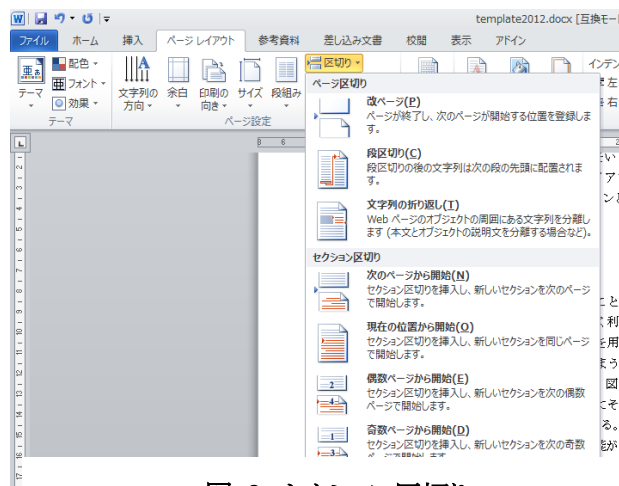 template2012.docx [互換モー
ファイル ホーム 挿入 ページ レイアウト 参考資料 差し込み文書 校閲 表示 アドイン
テーマ 配色 フォント 効果
文字列の方向 余白 印刷の向き サイズ 段組み
区切り
インデン
左
右
テーマ ページ設定
8 6
ページ区切り
改ページ(P)
ページが終了し、次のページが開始する位置を登録しま
す。
段区切り(C)
段区切りの後の文字列は次の段の先頭に配置されま
す。
文字列の折り返し(T)
Web ページのオブジェクトの周囲にある文字列を分離し
ます (本文とオブジェクトの説明文を分離する場合など)。
セクション区切り
次のページから開始(N)
セクション区切りを挿入し、新しいセクションを次のページ
で開始します。
現在の位置から開始(O)
セクション区切りを挿入し、新しいセクションを同じページ
で開始します。
偶数ページから開始(E)
セクション区切りを挿入し、新しいセクションを次の偶数
ページで開始します。
奇数ページから開始(D)
セクション区切りを挿入し、新しいセクションを次の奇数